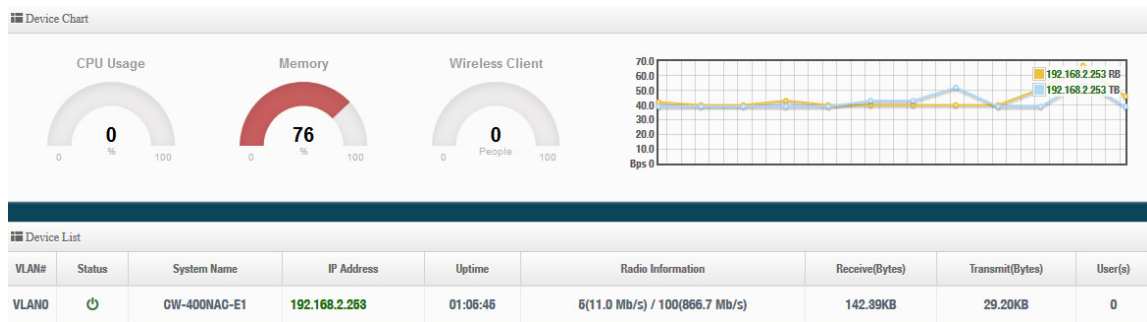 Device Chart
CPU Usage
0
%
0 100
Memory
76
%
0 100
Wireless Client
0
People
0 100
70.0
60.0
50.0
40.0
30.0
20.0
10.0
Bps 0
192.168.2.253 RB
192.168.2.253 TB
Device List
VLAN# Status System Name IP Address Uptime Radio Information Receive(Bytes) Transmit(Bytes) User(s)
VLAN0 CW-400NAC-E1 192.168.2.253 01:05:45 6(11.0 Mb/s) / 100(866.7 Mb/s) 142.39KB 29.20KB 0